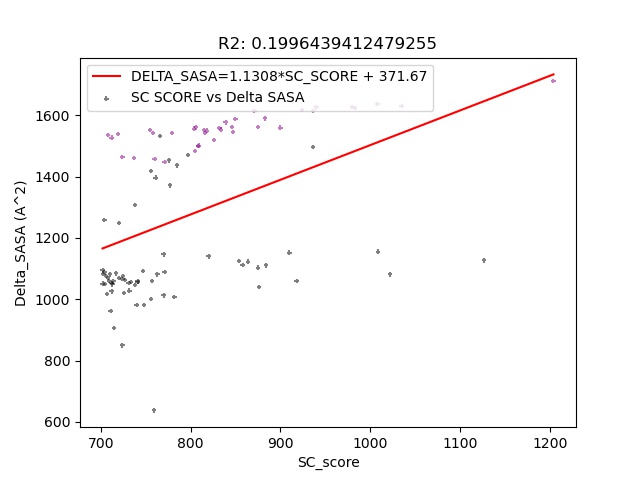 R2: 0.1996439412479255
DELTA_SASA=1.1308*SC_SCORE + 371.67
SC SCORE vs Delta SASA
Delta_SASA (A^2)
1600
1400
1200
1000
800
600
700 800 900 1000 1100 1200
SC_score